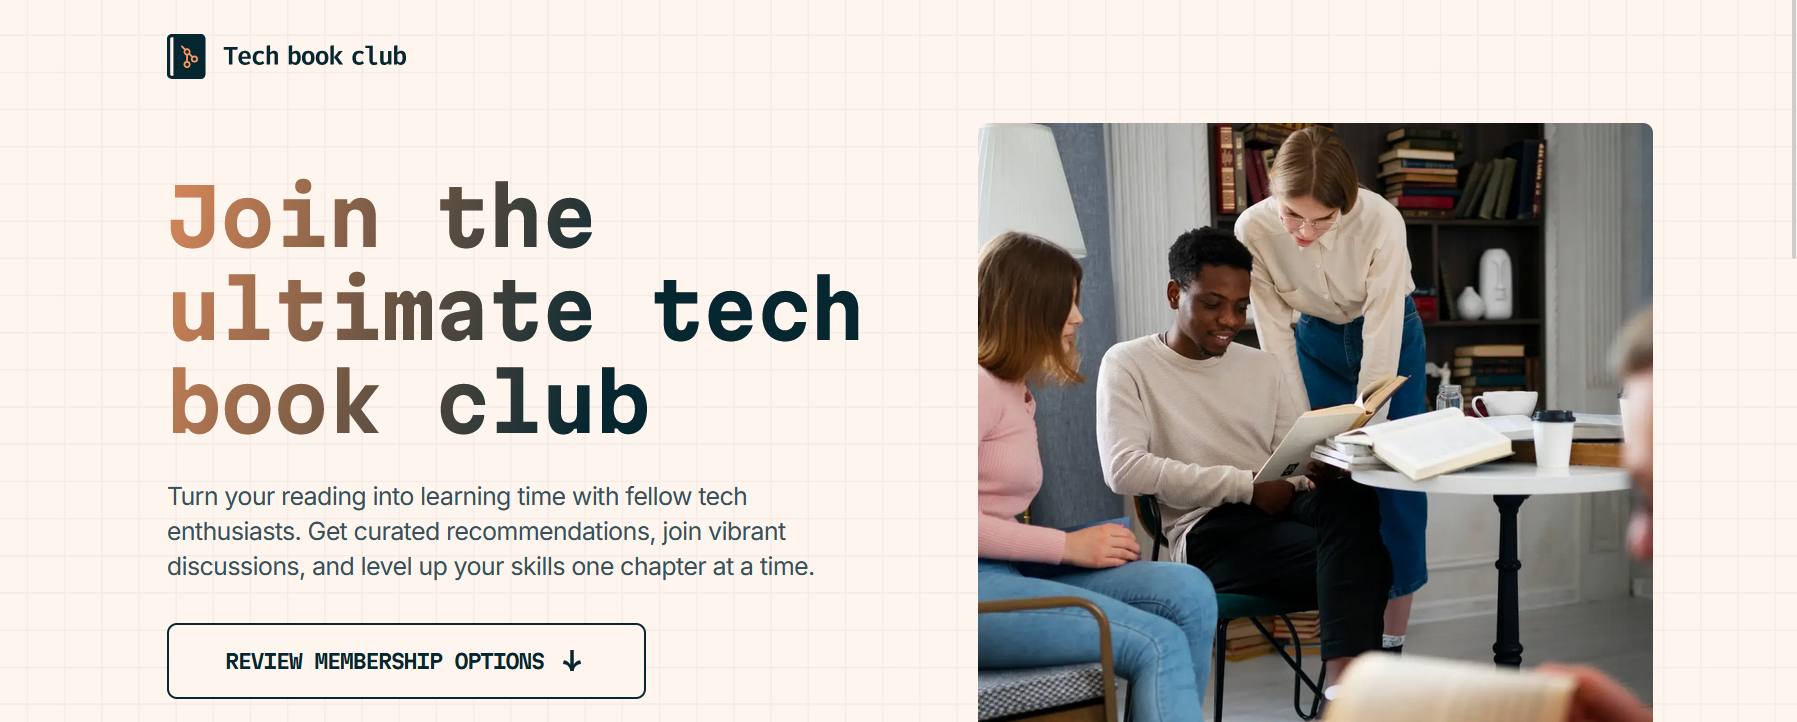 Tech book club
Join the
ultimate tech
book club
Turn your reading into learning time with fellow tech
enthusiasts. Get curated recommendations, join vibrant
discussions, and level up your skills one chapter at a time.
REVIEW MEMBERSHIP OPTIONS